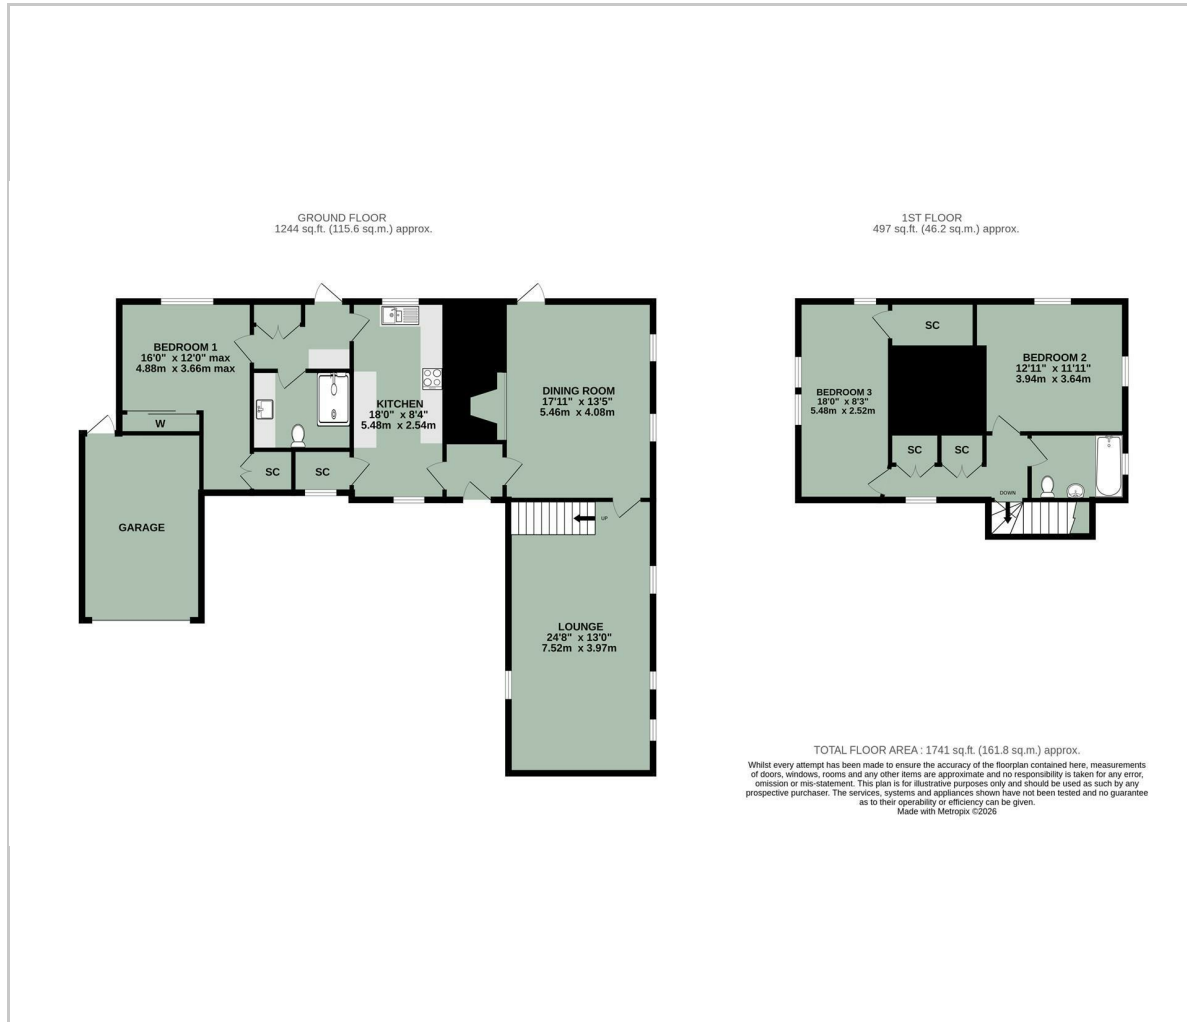 GROUND FLOOR
1244 sq.ft. (115.6 sq.m.) approx.
BEDROOM 1
16'0" x 12'0" max
4.88m x 3.66m max
W
GARAGE
SC
SC
KITCHEN
18'0" x 8'4"
5.48m x 2.54m
DINING ROOM
17'11" x 13'5"
5.46m x 4.08m
UP
LOUNGE
24'8" x 13'0"
7.52m x 3.97m
1ST FLOOR
497 sq.ft. (46.2 sq.m.) approx.
SC
BEDROOM 2
12'11" x 11'11"
3.94m x 3.64m
BEDROOM 3
18'0" x 8'3"
5.48m x 2.52m
SC
SC
DOWN
TOTAL FLOOR AREA : 1741 sq.ft. (161.8 sq.m.) approx.
Whilst every attempt has been made to ensure the accuracy of the floorplan contained here, measurements
of doors, windows, rooms and any other items are approximate and no responsibility is taken for any error,
omission or mis-statement. This plan is for illustrative purposes only and should be used as such by any
prospective purchaser. The services, systems and appliances shown have not been tested and no guarantee
as to their operability or efficiency can be given.
Made with Metropix ©2026